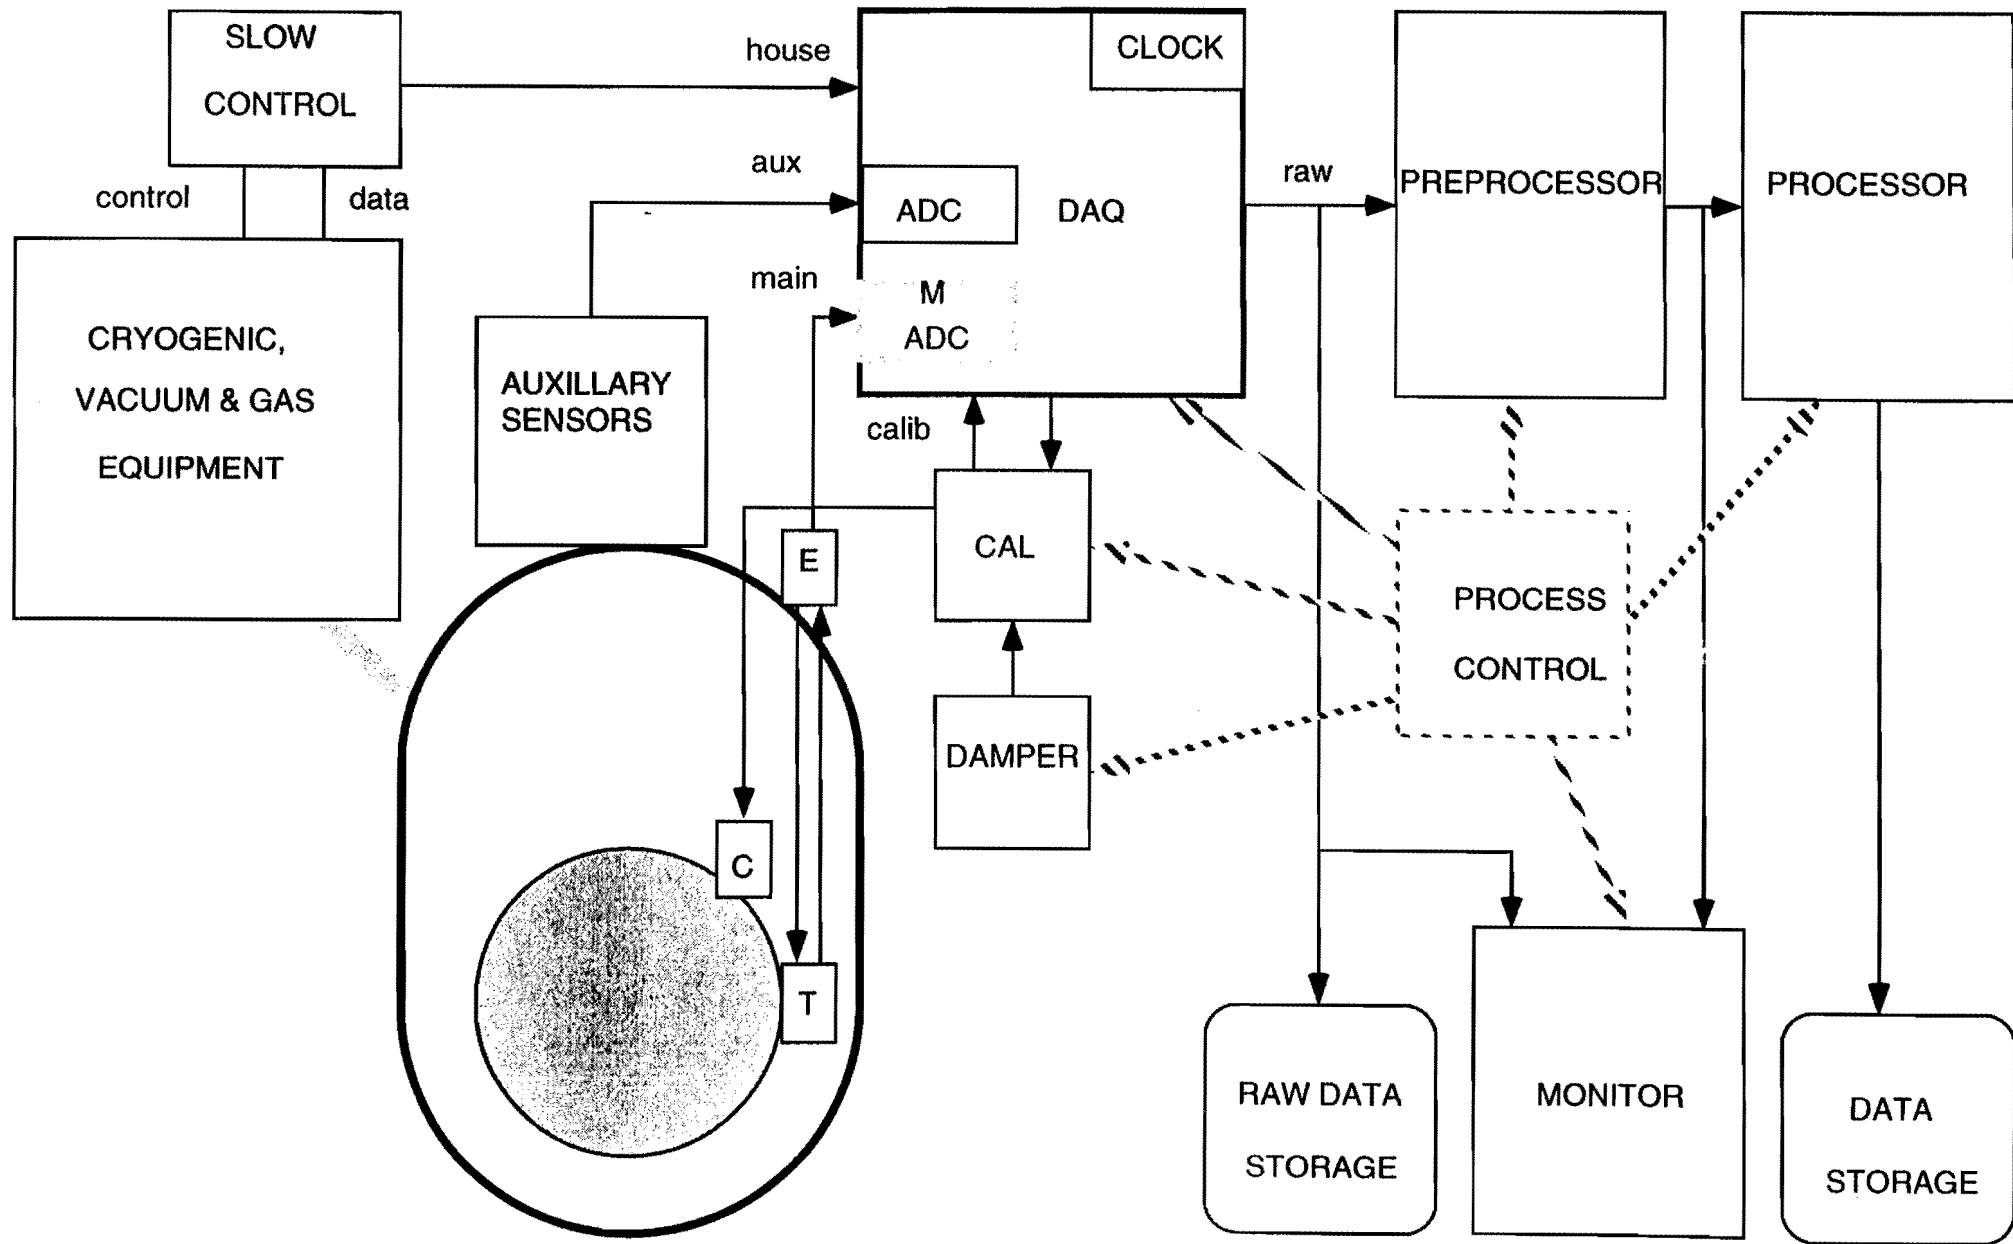 SLOW
CONTROL
house
CLOCK
control
data
aux
ADC
DAQ
raw
PREPROCESSOR
PROCESSOR
main
M
ADC
CRYOGENIC,
VACUUM & GAS
EQUIPMENT
AUXILLARY
SENSORS
calib
E
CAL
PROCESS
CONTROL
DAMPER
C
T
RAW DATA
STORAGE
MONITOR
DATA
STORAGE